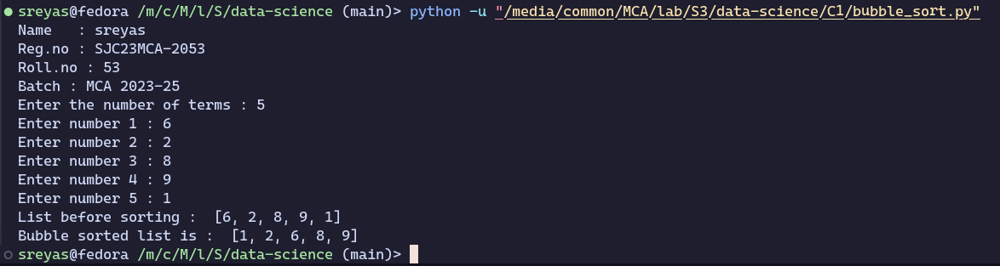 sreyas@fedora /m/c/M/l/S/data-science (main)> python -u "/media/common/MCA/lab/S3/data-science/C1/bubble_sort.py"
Name   : sreyas
Reg.no : SJC23MCA-2053
Roll.no : 53
Batch : MCA 2023-25
Enter the number of terms : 5
Enter number 1 : 6
Enter number 2 : 2
Enter number 3 : 8
Enter number 4 : 9
Enter number 5 : 1
List before sorting :  [6, 2, 8, 9, 1]
Bubble sorted list is :  [1, 2, 6, 8, 9]
sreyas@fedora /m/c/M/l/S/data-science (main)>